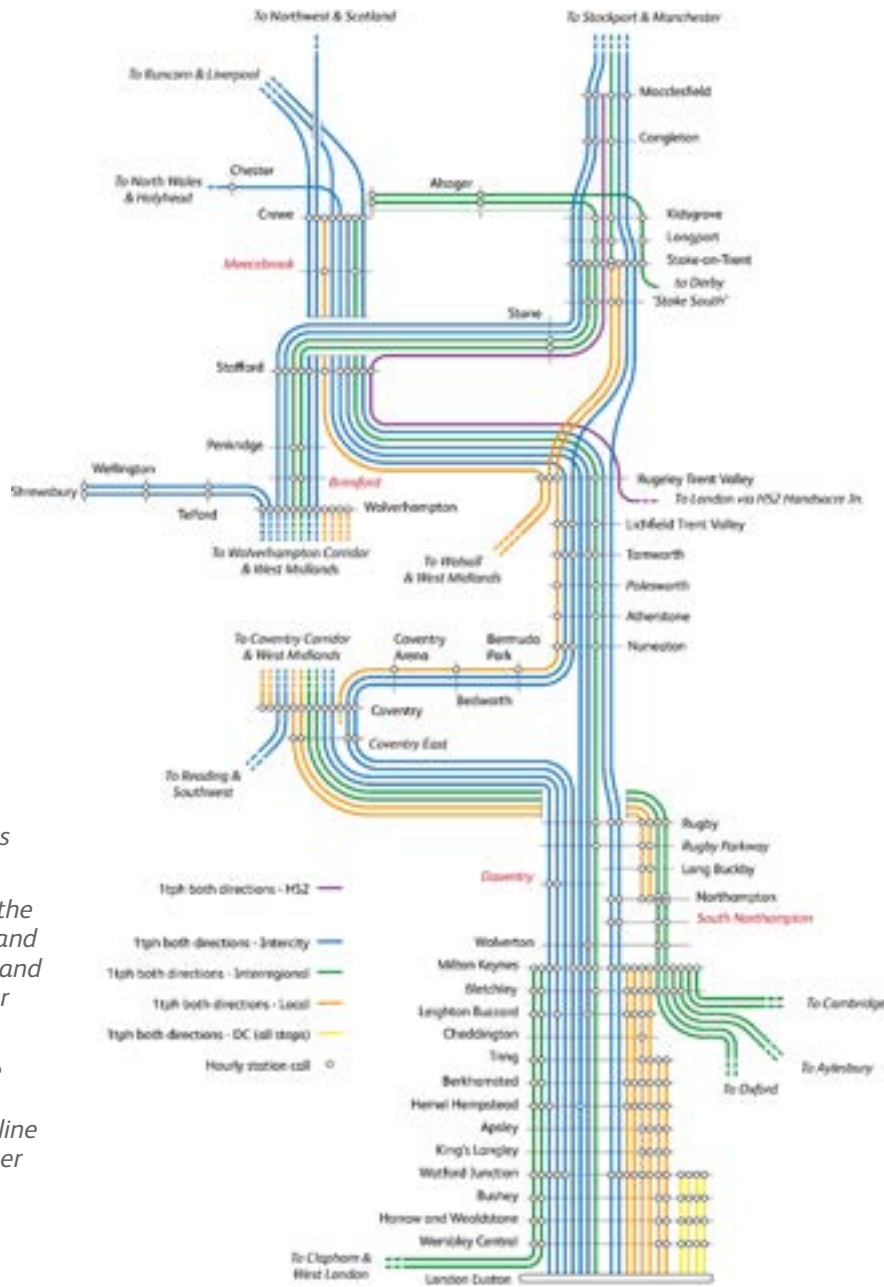 To Northwest & Scotland
To Stockport & Manchester
To Runcorn & Liverpool
Macclesfield
Congleton
Chester
To North Wales
& Holyhead
Alsager
Crewe
Kidsgrove
Longport
Stoke-on-Trent
to Derby
"Stoke South"
Meecebrook
Stone
Stafford
Penkridge
Brinsford
Wellington
Shrewsbury
Telford
Wolverhampton
Rugeley Trent Valley
To London via HS2 Handsacre Jn.
Lichfield Trent Valley
To Wolverhampton Corridor
& West Midlands
To Walsall
& West Midlands
Tamworth
Polesworth
Atherstone
Nuneaton
To Coventry Corridor
& West Midlands
Coventry
Arena
Bermuda
Park
Bedworth
Coventry
Coventry East
To Reading &
Southwest
Rugby
Rugby Parkway
Long Buckby
Daventry
Northampton
South Northampton
Wolverton
Milton Keynes
Bletchley
Leighton Buzzard
Cheddington
Tring
Berkhamsted
Hemel Hempstead
Apsley
King's Langley
Watford Junction
Bushey
Harrow and Wealdstone
Wembley Central
London Euston
To Cambridge
To Aylesbury
To Oxford
To Clapham &
West London
1tph both directions - HS2
1tph both directions - Intercity
1tph both directions - Interregional
1tph both directions - Local
1tph both directions - DC (all stops)
Hourly station call
s
the
and
and
r
line
er